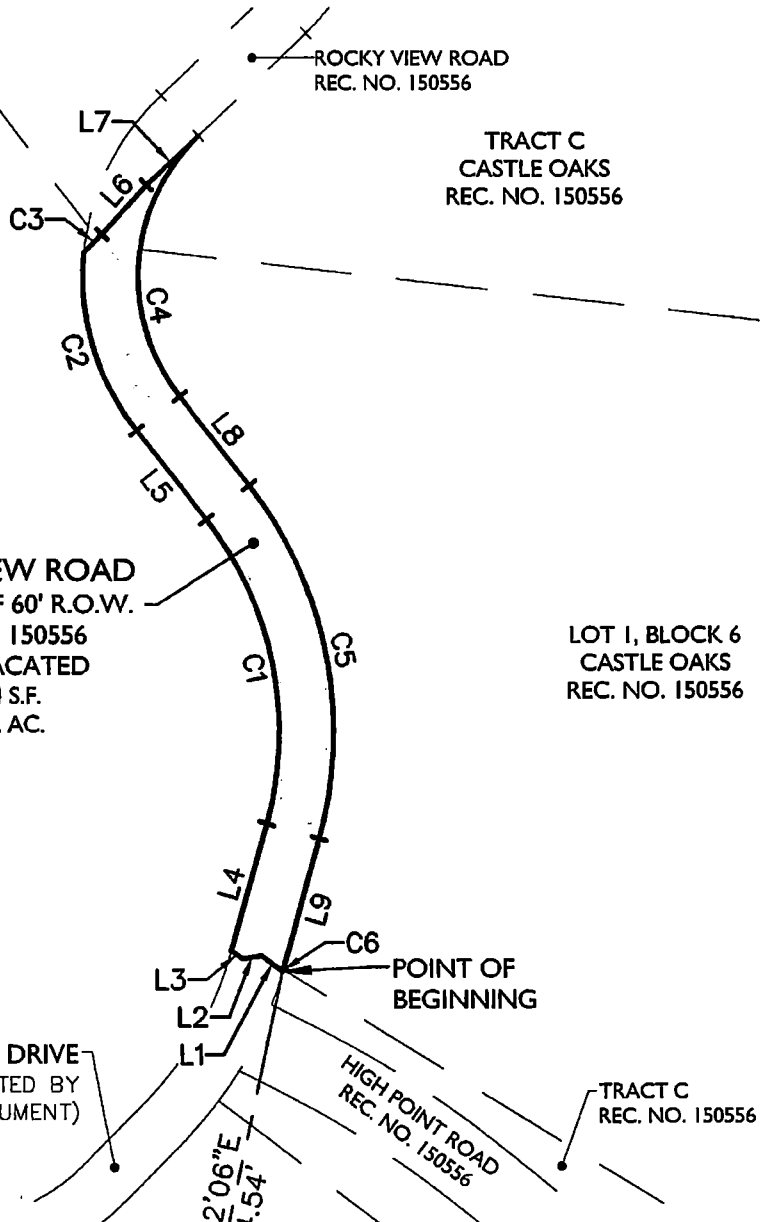 ROCKY VIEW ROAD
REC. NO. 150556
L7
TRACT C
CASTLE OAKS
REC. NO. 150556
L6
C3
C4
C2
L8
L5
EW ROAD
60' R.O.W.
150556
ACATED
S.F.
AC.
C1
C5
LOT 1, BLOCK 6
CASTLE OAKS
REC. NO. 150556
L4
L9
C6
L3
POINT OF
BEGINNING
L2
L1
DRIVE
TED BY
UMENT)
HIGH POINT ROAD
REC. NO. 150556
TRACT C
REC. NO. 150556
2'06"E
.54'